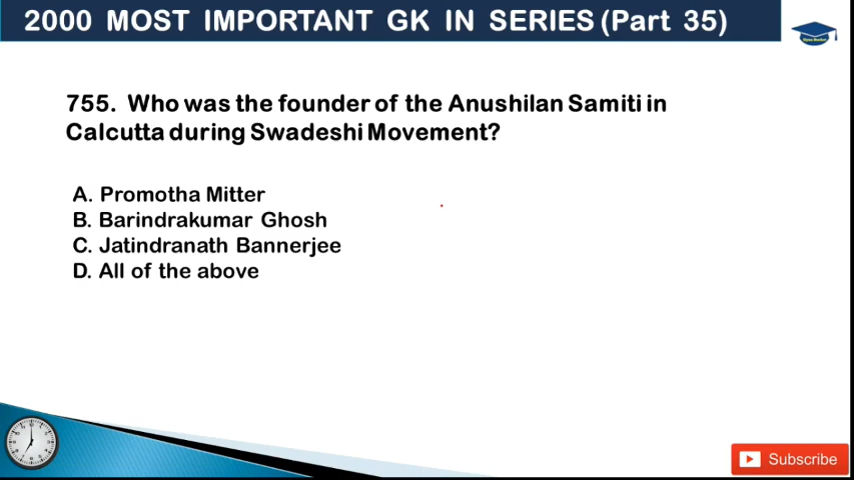 2000 MOST IMPORTANT GK IN SERIES (Part 35)
755. Who was the founder of the Anushilan Samiti in
Calcutta during Swadeshi Movement?
A. Promotha Mitter
B. Barindrakumar Ghosh
C. Jatindranath Bannerjee
D. All of the above
Subscribe